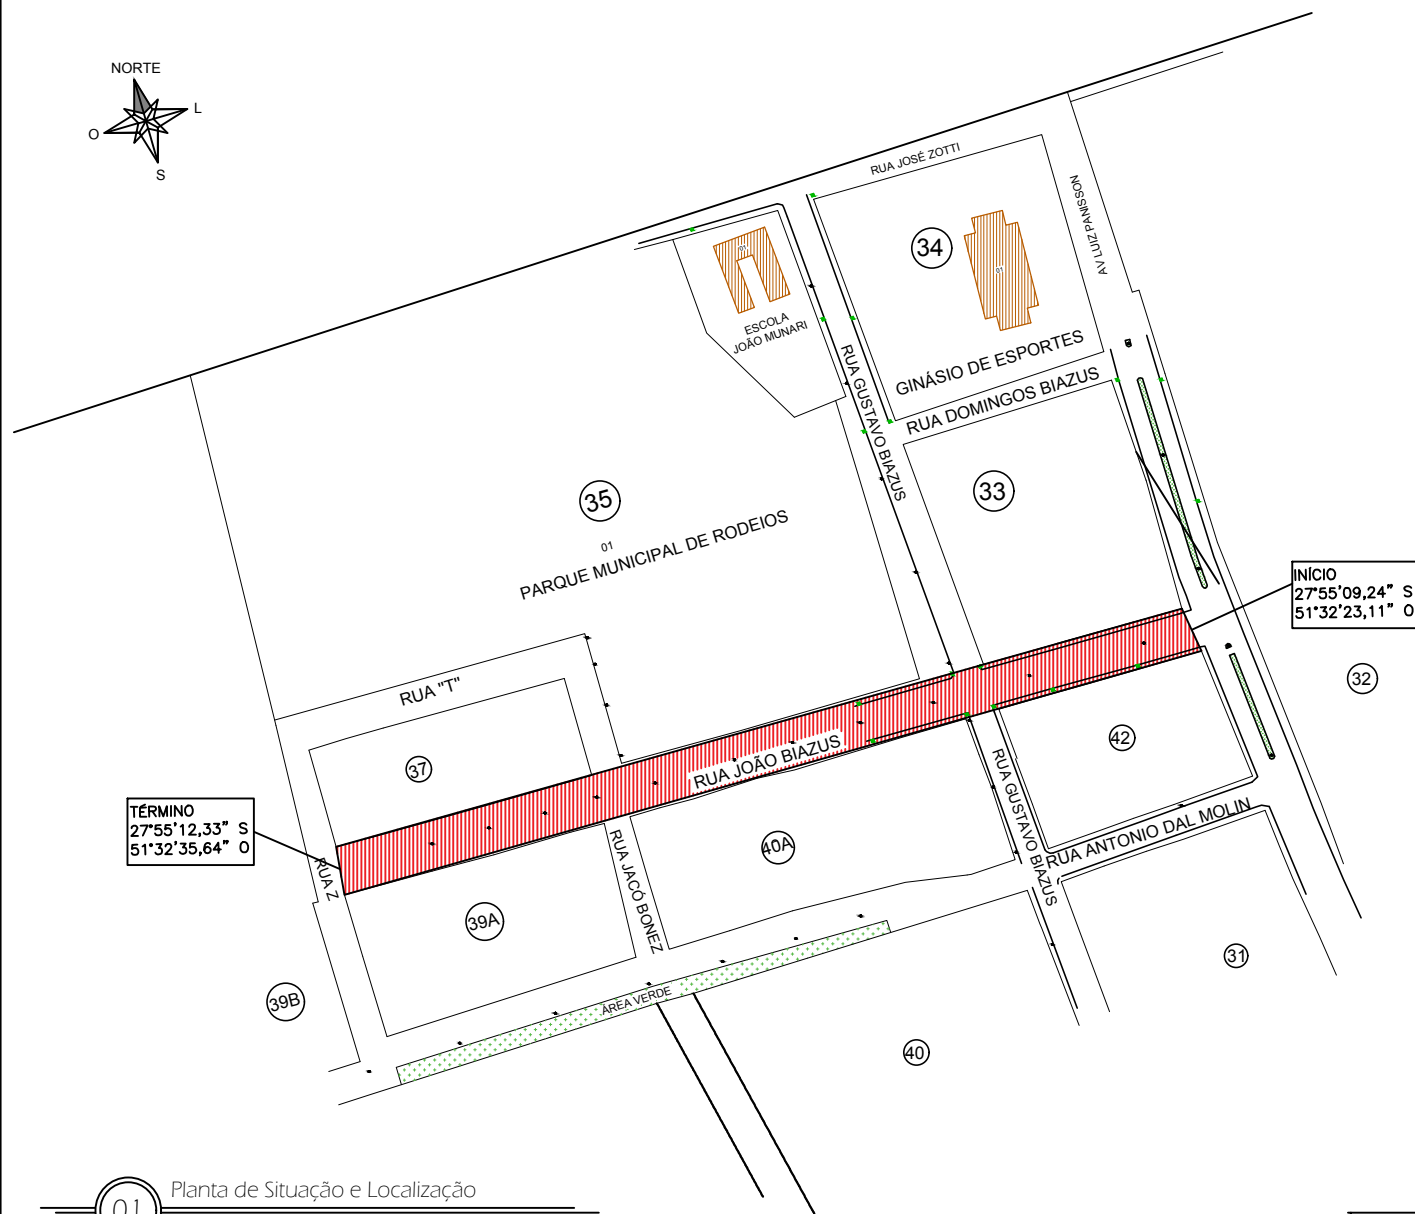 NORTE
L
O
S
RUA JOSÉ ZOTTI
AV LUIZ PANISSON
34
01
01
ESCOLA
JOÃO MUNARI
GINÁSIO DE ESPORTES
RUA DOMINGOS BIAZUS
RUA GUSTAVO BIAZUS
35
33
01
PARQUE MUNICIPAL DE RODEIOS
INÍCIO
27°55'09,24" S
51°32'23,11" O
32
RUA "T"
37
RUA JOÃO BIAZUS
42
TÉRMINO
27°55'12,33" S
51°32'35,64" O
RUA Z
RUA JACÓ BONEZ
40A
RUA GUSTAVO BIAZUS
RUA ANTONIO DAL MOLIN
39A
39B
31
ÁREA VERDE
40
01
Planta de Situação e Localização